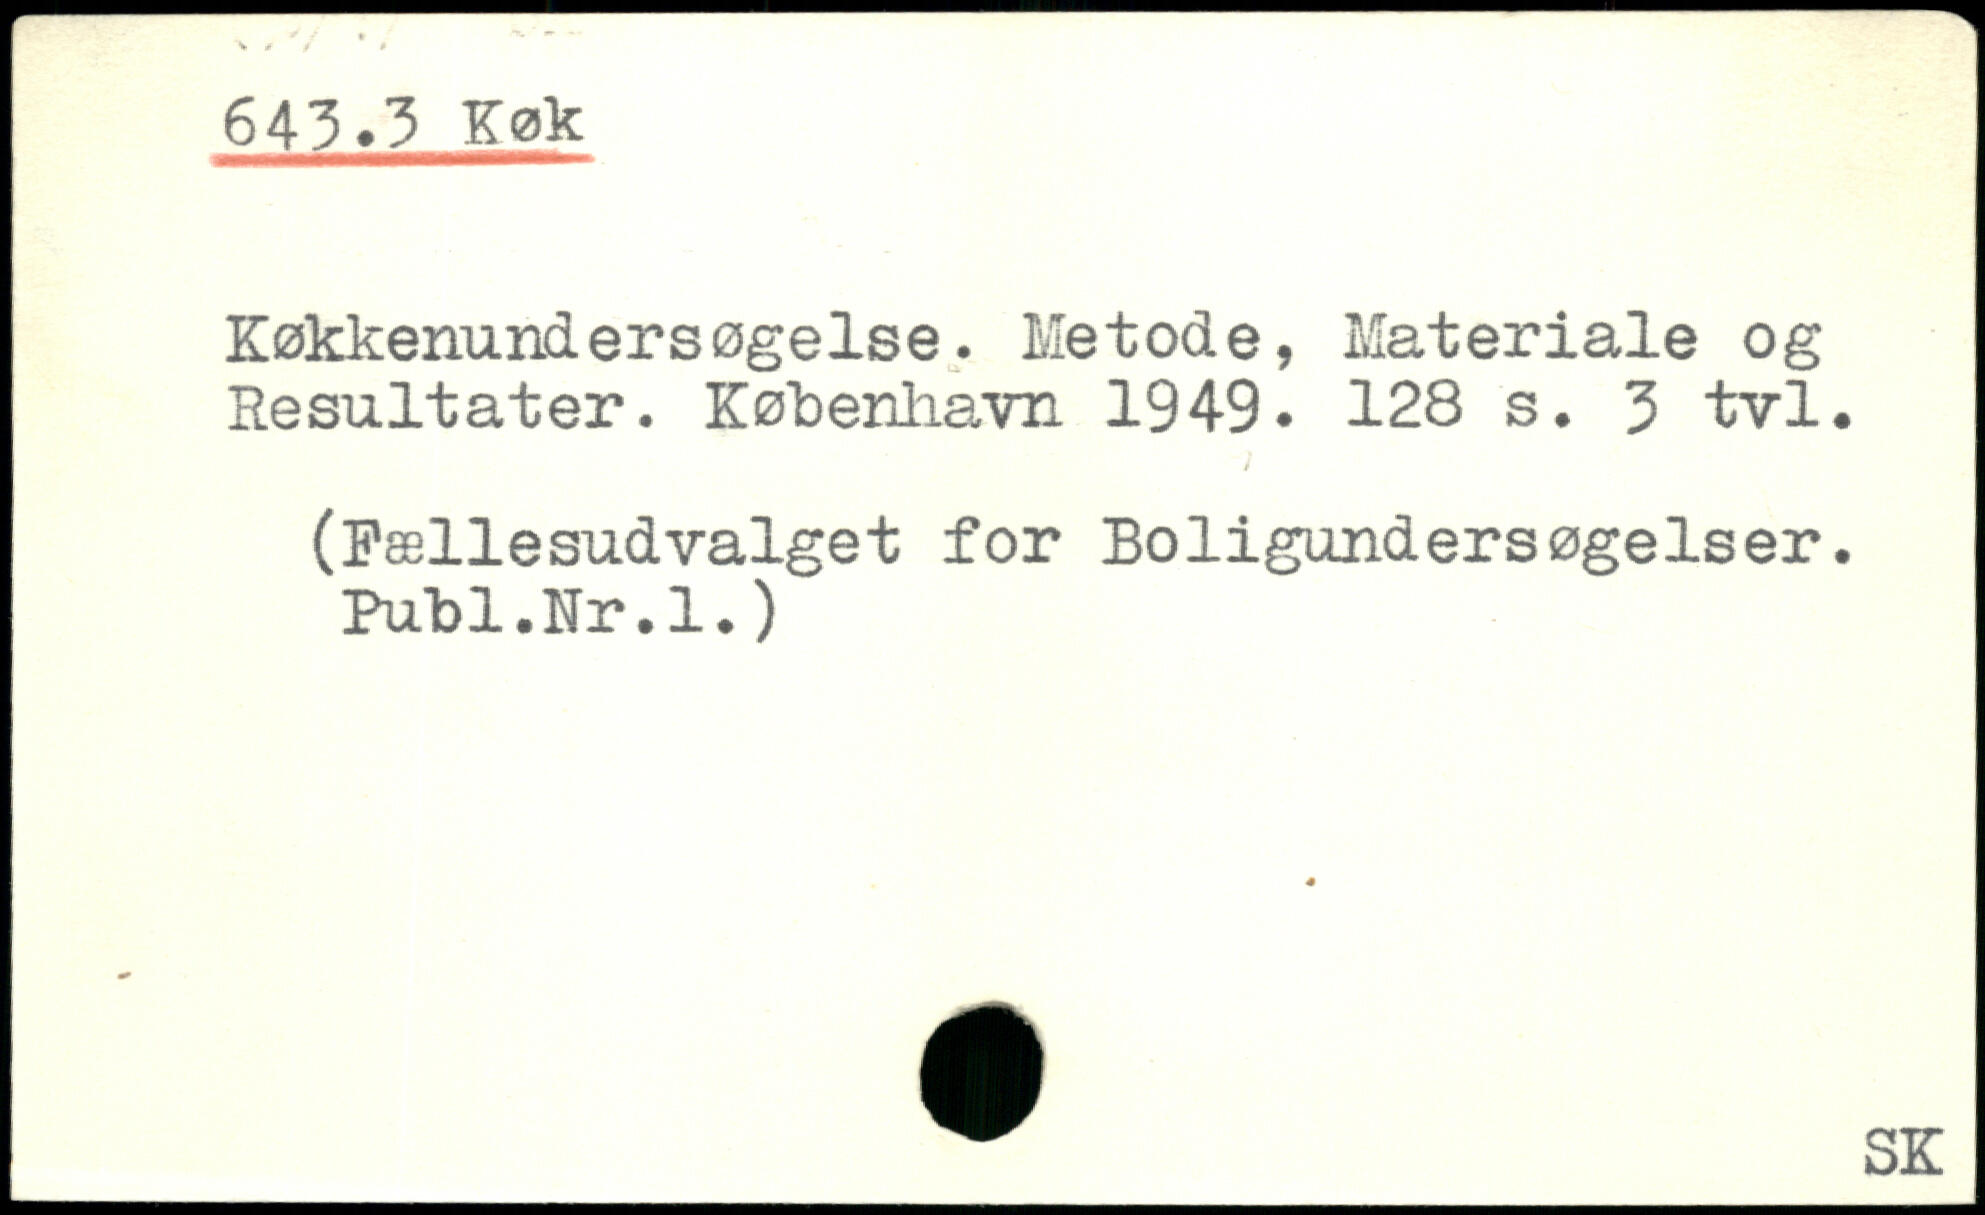 643.3 Køk
Køkkenundersøgelse. Metode, Materiale og
Resultater. København 1949. 128 s. 3 tvl.
(Fællesudvalget for Boligundersøgelser.
Publ.Nr.1.)
SK